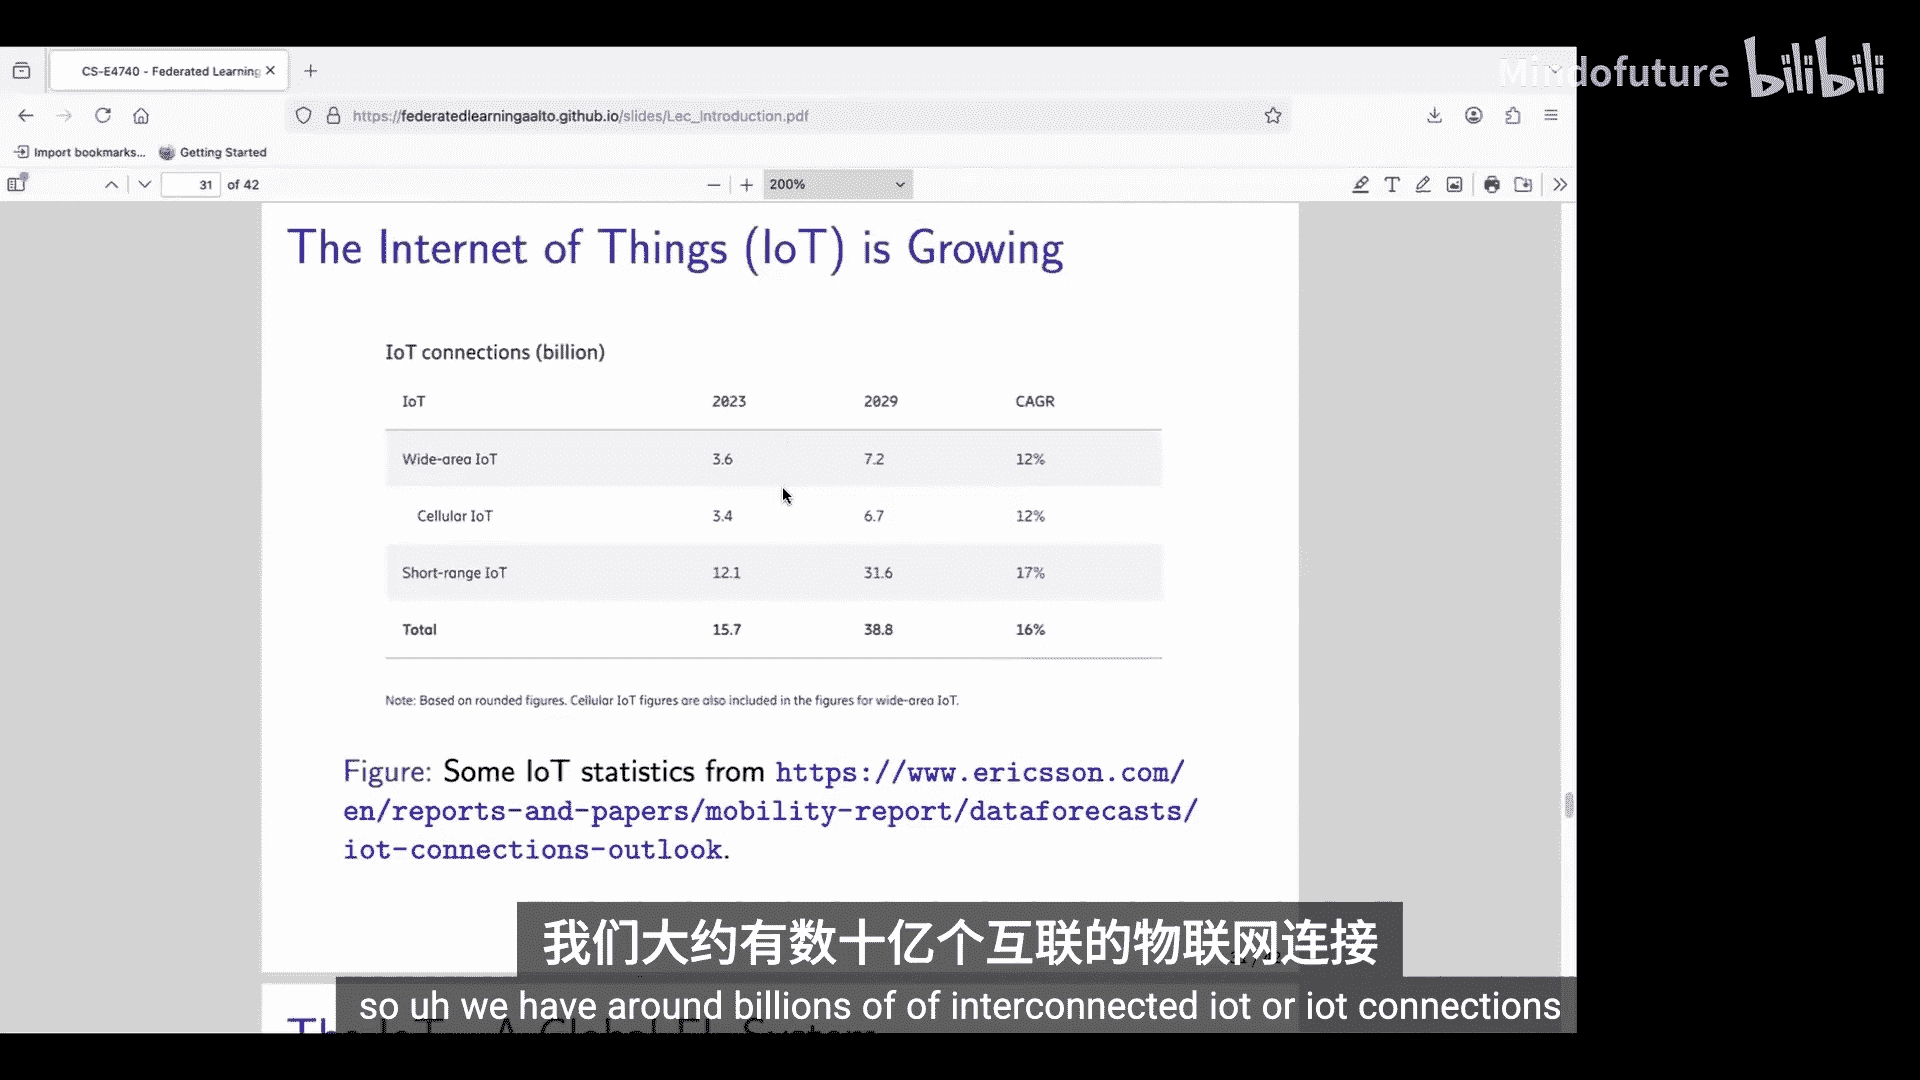 Mindofuture bilibili
CS-E4740 - Federated Learning
https://federatedlearningaalto.github.io/slides/Lec_Introduction.pdf
Import bookmarks... Getting Started
31 of 42
200%
The Internet of Things (IoT) is Growing
IoT connections (billion)
IoT 2023 2029 CAGR
Wide-area IoT 3.6 7.2 12%
Cellular IoT 3.4 6.7 12%
Short-range IoT 12.1 31.6 17%
Total 15.7 38.8 16%
Note: Based on rounded figures. Cellular IoT figures are also included in the figures for wide-area IoT.
Figure: Some IoT statistics from https://www.ericsson.com/
en/reports-and-papers/mobility-report/dataforecasts/
iot-connections-outlook.
我们大约有数十亿个互联的物联网连接
so uh we have around billions of of interconnected iot or iot connections
The IoT - A Global FL System